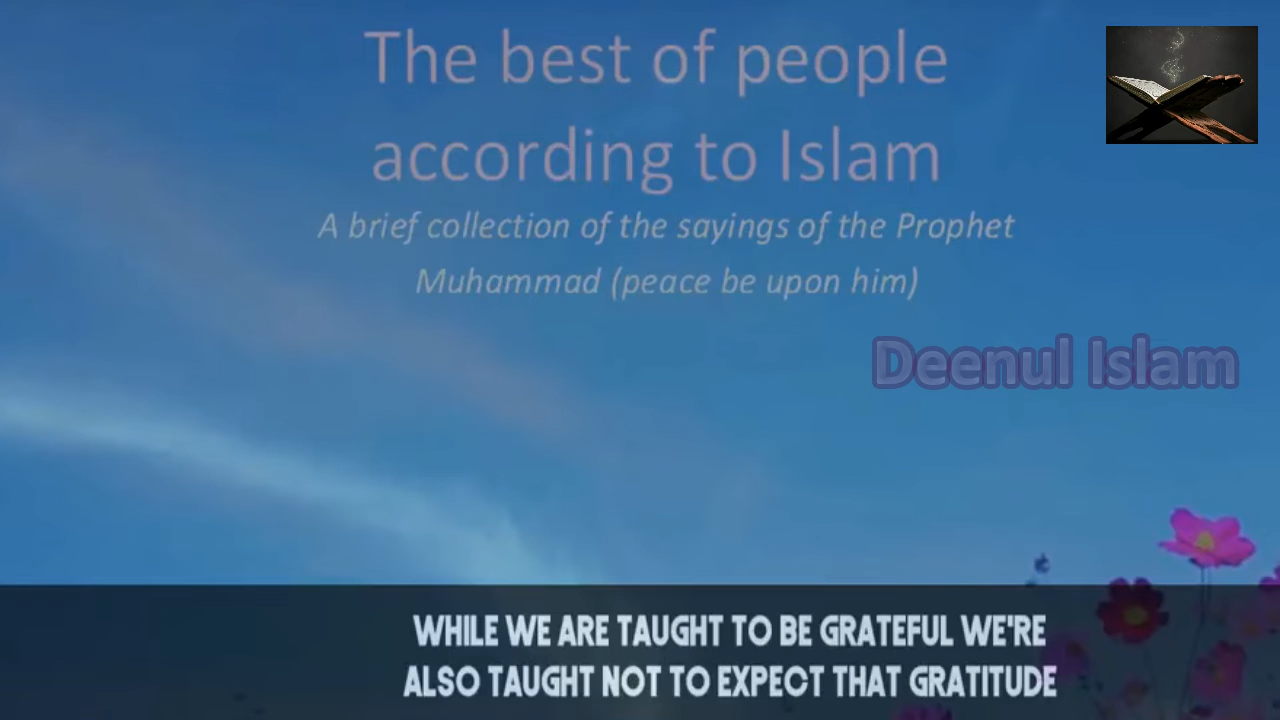 The best of people
according to Islam
A brief collection of the sayings of the Prophet
Muhammad (peace be upon him)
Deenul Islam
WHILE WE ARE TAUGHT TO BE GRATEFUL WE'RE
ALSO TAUGHT NOT TO EXPECT THAT GRATITUDE